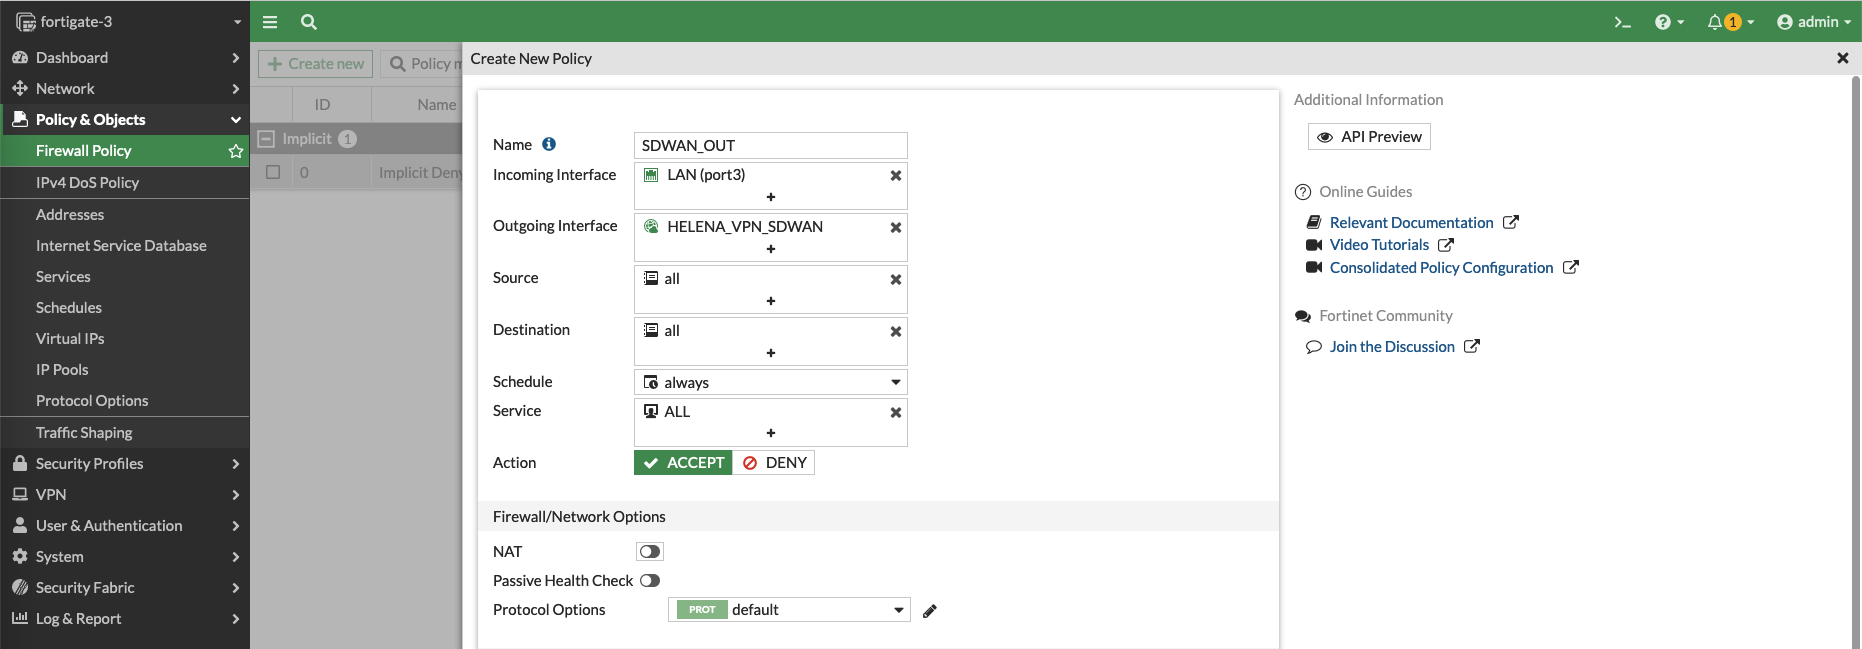 fortigate-3
1
admin
Dashboard
Network
Policy & Objects
Firewall Policy
IPv4 DoS Policy
Addresses
Internet Service Database
Services
Schedules
Virtual IPs
IP Pools
Protocol Options
Traffic Shaping
Security Profiles
VPN
User & Authentication
System
Security Fabric
Log & Report
Create new
Policy
ID
Name
Implicit 1
0
Implicit Deny
Create New Policy
Name
SDWAN_OUT
Incoming Interface
LAN (port3)
+
Outgoing Interface
HELENA_VPN_SDWAN
+
Source
all
+
Destination
all
+
Schedule
always
Service
ALL
+
Action
ACCEPT
DENY
Firewall/Network Options
NAT
Passive Health Check
Protocol Options
PROT default
Additional Information
API Preview
Online Guides
Relevant Documentation
Video Tutorials
Consolidated Policy Configuration
Fortinet Community
Join the Discussion